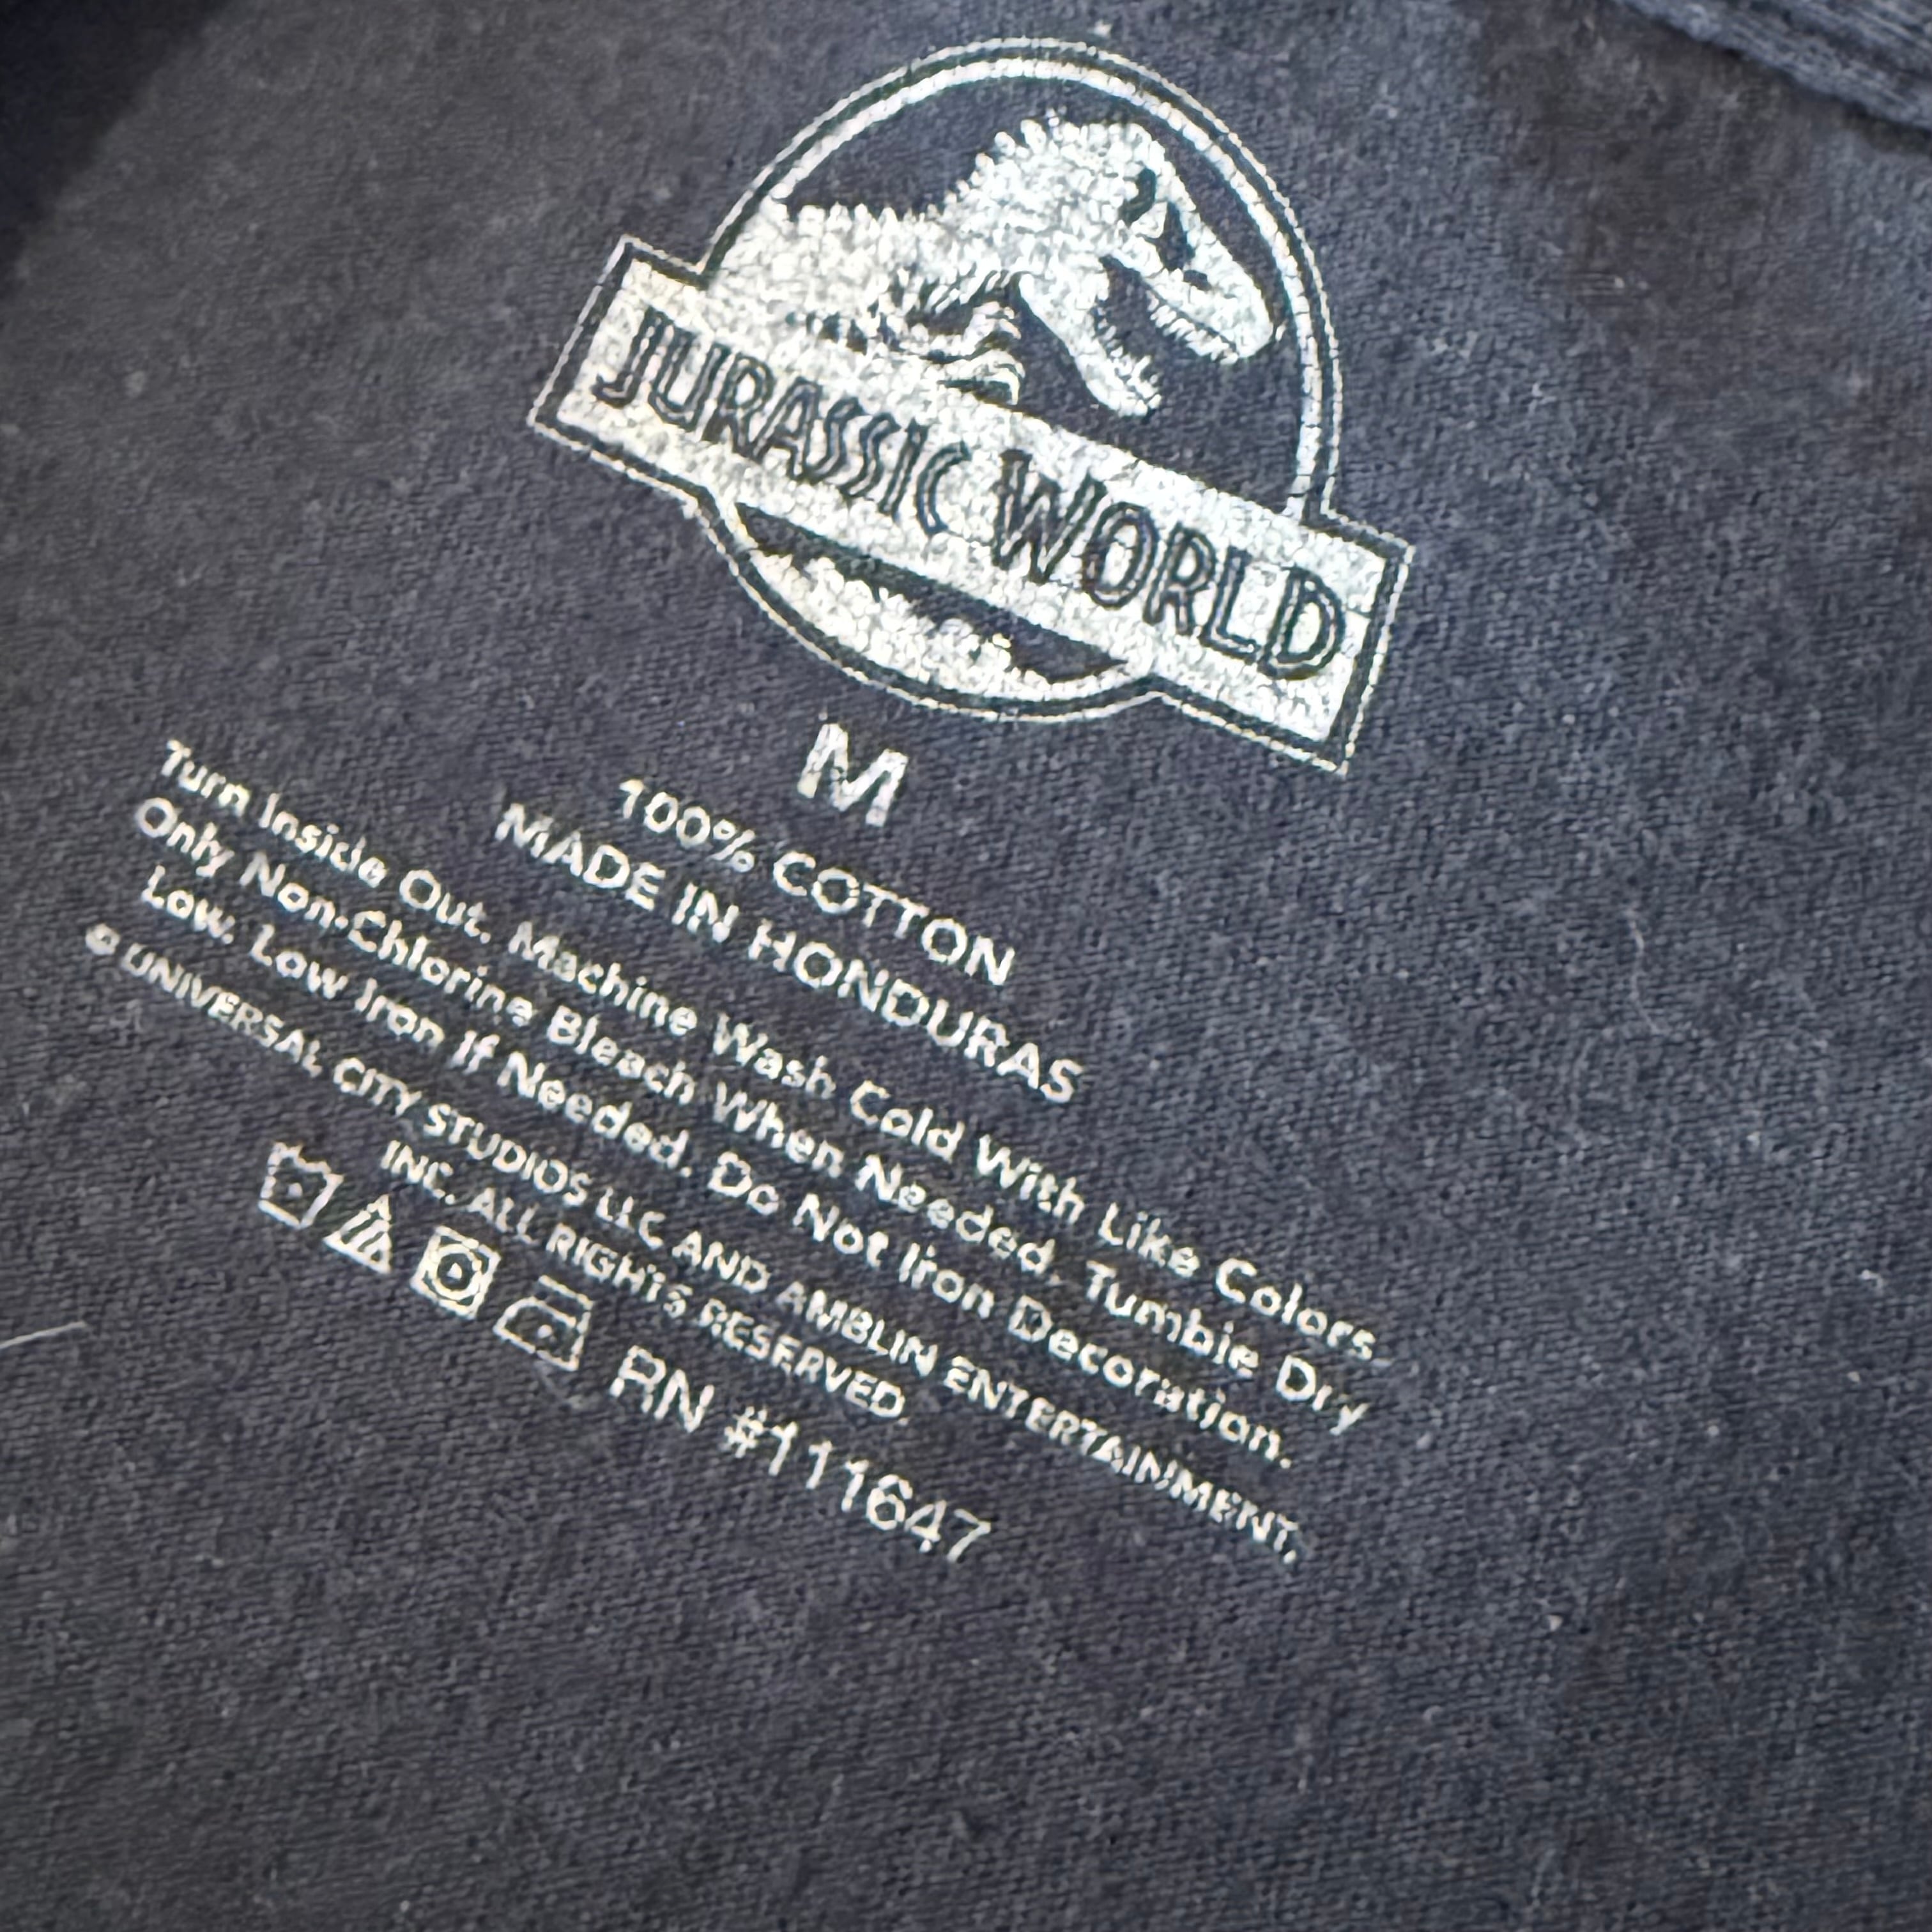 JURASSIC WORLD
M
100% COTTON
MADE IN HONDURAS
Turn Inside Out. Machine Wash Cold With Like Colors.
Only Non-Chlorine Bleach When Needed. Tumble Dry
Low. Low Iron If Needed. Do Not Iron Decoration.
© UNIVERSAL CITY STUDIOS LLC AND AMBLIN ENTERTAINMENT,
INC. ALL RIGHTS RESERVED.
RN #111647